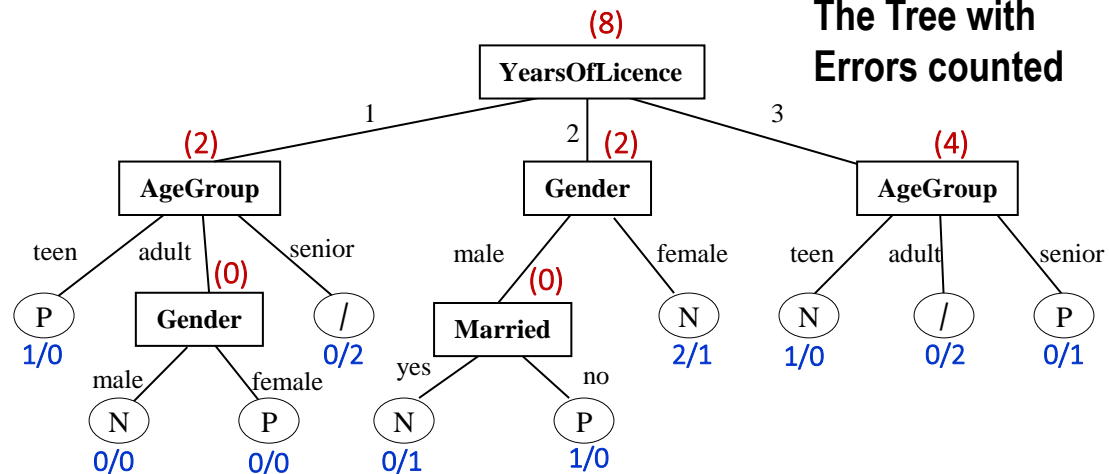 The Tree with
Errors counted
(8)
YearsOfLicence
1
2
3
(2)
(2)
(4)
AgeGroup
Gender
AgeGroup
teen
adult
senior
male
female
teen
adult
senior
(0)
(0)
P
Gender
/
Married
N
N
/
P
1/0
0/2
2/1
1/0
0/2
0/1
male
female
yes
no
N
P
N
P
0/0
0/0
0/1
1/0